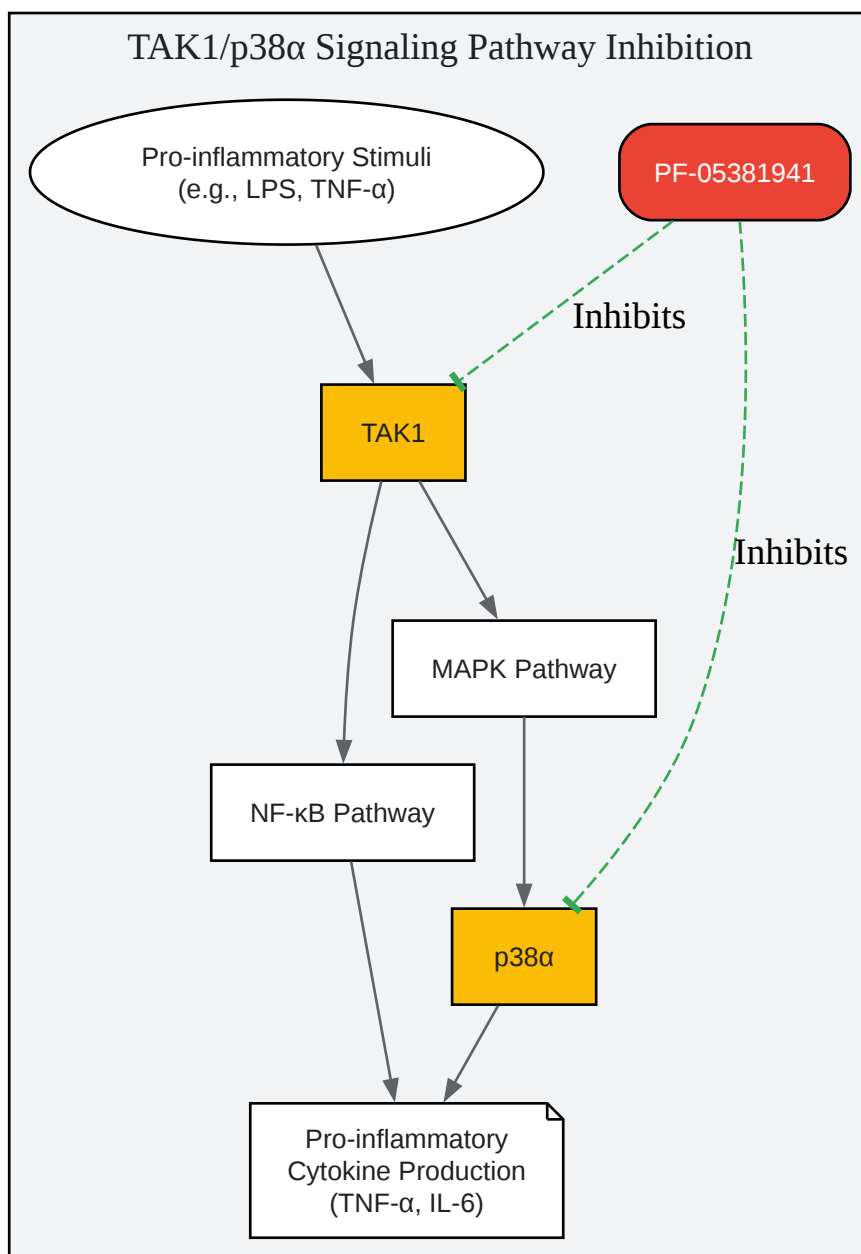 TAK1/p38α Signaling Pathway Inhibition
Pro-inflammatory Stimuli
(e.g., LPS, TNF-α)
PF-05381941
Inhibits
TAK1
Inhibits
MAPK Pathway
NF-κB Pathway
p38α
Pro-inflammatory
Cytokine Production
(TNF-α, IL-6)